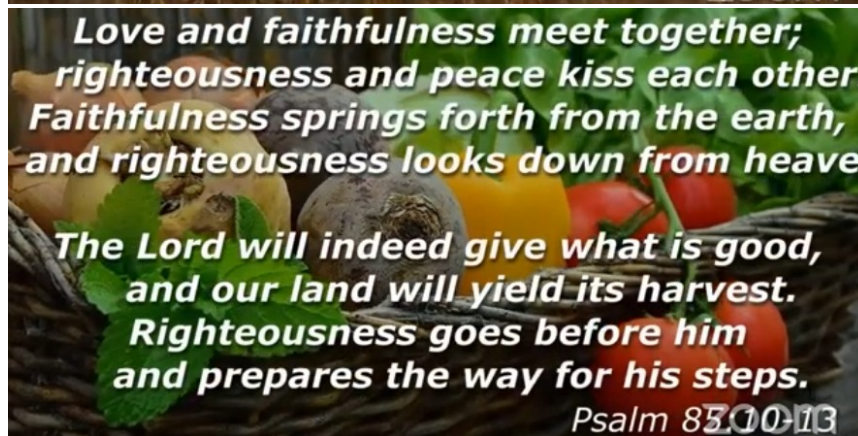 Love and faithfulness meet together;
righteousness and peace kiss each other
Faithfulness springs forth from the earth,
and righteousness looks down from heave
The Lord will indeed give what is good,
and our land will yield its harvest.
Righteousness goes before him
and prepares the way for his steps.
Psalm 85:10-13
zoom